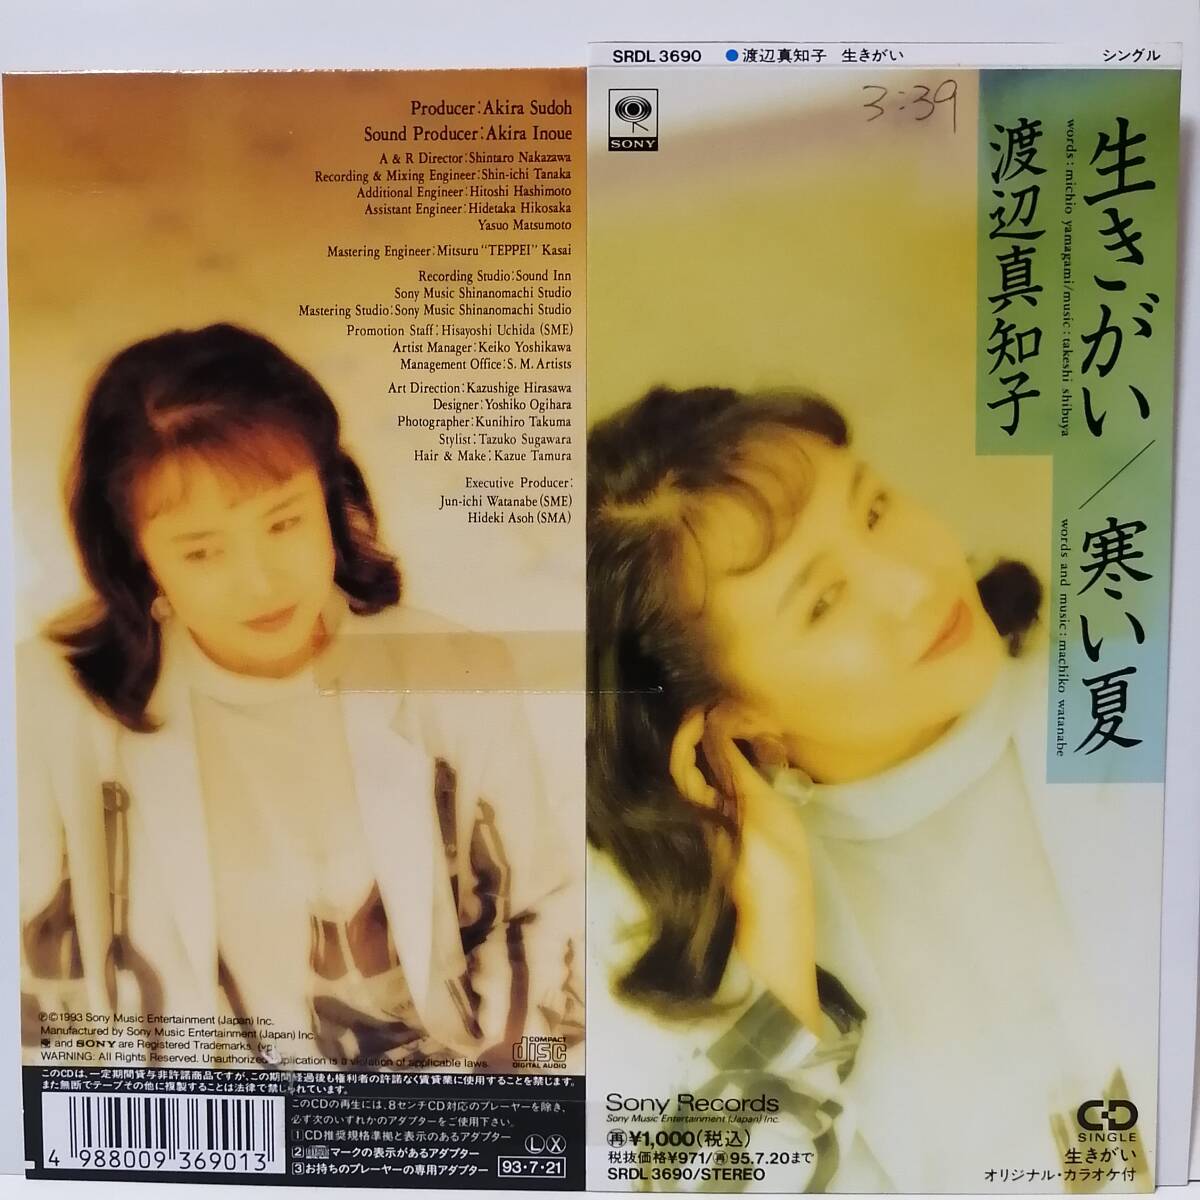 Producer:Akira Sudoh
Sound Producer:Akira Inoue
A & R Director:Shintaro Nakazawa
Recording & Mixing Engineer:Shin-ichi Tanaka
Additional Engineer:Hitoshi Hashimoto
Assistant Engineer:Hidetaka Hikosaka
Yasuo Matsumoto
Mastering Engineer:Mitsuru "TEPPEI" Kasai
Recording Studio:Sound Inn
Sony Music Shinanomachi Studio
Mastering Studio:Sony Music Shinanomachi Studio
Promotion Staff:Hisayoshi Uchida (SME)
Artist Manager:Keiko Yoshikawa
Management Office:S. M. Artists
Art Direction:Kazushige Hirasawa
Designer:Yoshiko Ogihara
Photographer:Kunihiro Takuma
Stylist:Tazuko Sugawara
Hair & Make:Kazue Tamura
Executive Producer:
Jun-ichi Watanabe (SME)
Hideki Asoh (SMA)
ⓅⒸ1993 Sony Music Entertainment (Japan) Inc.
Manufactured by Sony Music Entertainment (Japan) Inc.
and SONY are Registered Trademarks.
WARNING: All Rights Reserved. Unauthorized duplication is a violation of applicable laws.
COMPACT
disc
DIGITAL AUDIO
このCDは、一定期間貸与非許諾商品ですが、この期間経過後も権利者の許諾なく賃貸業に使用することを禁じます。
また無断でテープその他に複製することは法律で禁じられています。
このCDの再生には、8センチCD対応のプレーヤーを除き、
必ず次のいずれかのアダプターをご使用下さい。
1 CD推奨規格準拠と表示のあるアダプター
2 マークの表示があるアダプター
3 お持ちのプレーヤーの専用アダプター
L X
93・7・21
4 988009 369013
SRDL 3690 ●渡辺真知子 生きがい シングル
SONY
3:39
生きがい/寒い夏
words:michio yamagami/music:takeshi shibuya
words and music:machiko watanabe
渡辺真知子
Sony Records
Sony Music Entertainment (Japan) Inc.
再¥1,000(税込)
税抜価格¥971/再95.7.20まで
SRDL 3690/STEREO
CD
SINGLE
生きがい
オリジナル・カラオケ付